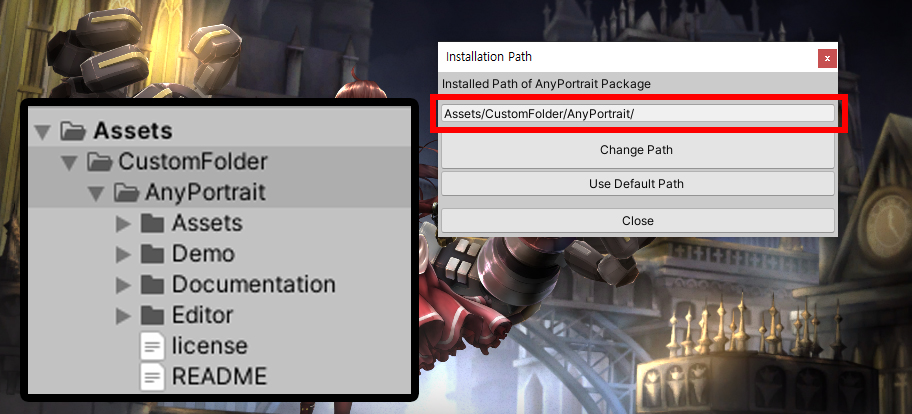 Assets
CustomFolder
AnyPortrait
Assets
Demo
Documentation
Editor
license
README
Installation Path
x
Installed Path of AnyPortrait Package
Assets/CustomFolder/AnyPortrait/
Change Path
Use Default Path
Close